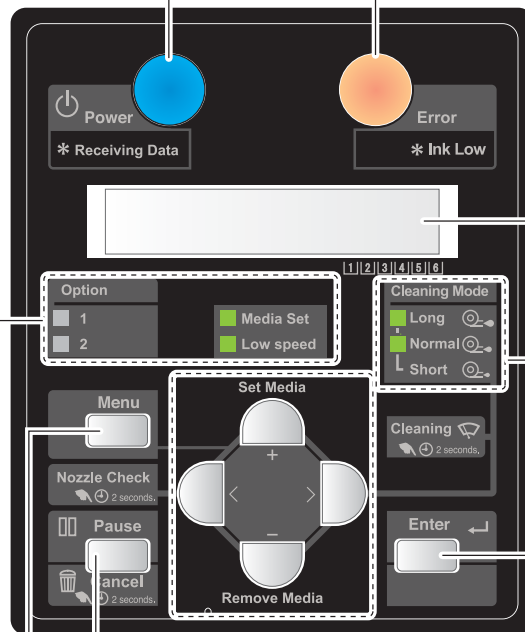 Power
Error
* Receiving Data
* Ink Low
1 2 3 4 5 6
Option
1
2
Media Set
Low speed
Cleaning Mode
Long
Normal
Short
Set Media
Menu
+
Cleaning
2 seconds.
Nozzle Check
2 seconds.
< >
Pause
Enter
−
Cancel
2 seconds.
Remove Media